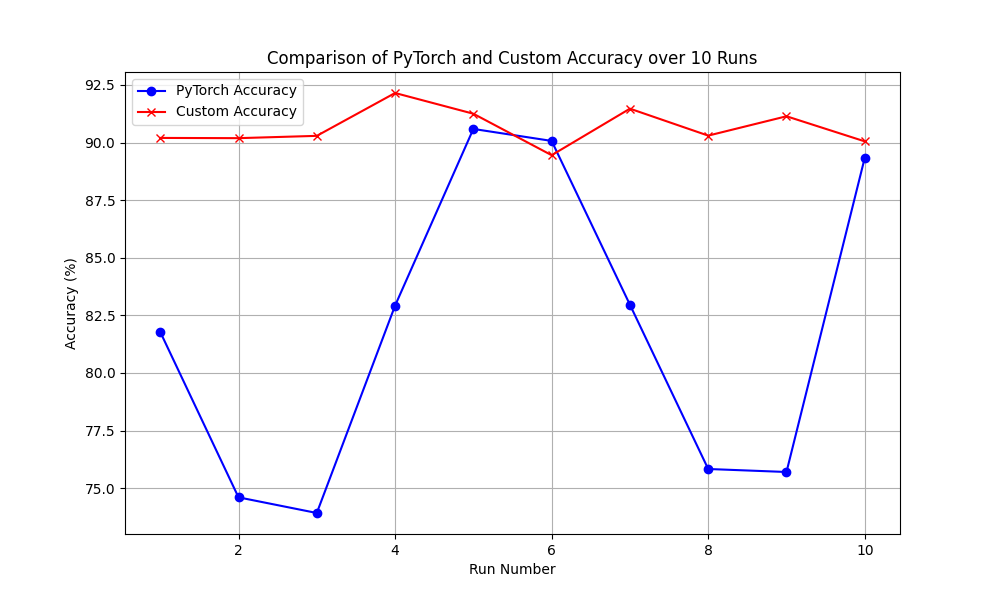 Comparison of PyTorch and Custom Accuracy over 10 Runs
PyTorch Accuracy
Custom Accuracy
Accuracy (%)
92.5
90.0
87.5
85.0
82.5
80.0
77.5
75.0
2 4 6 8 10
Run Number